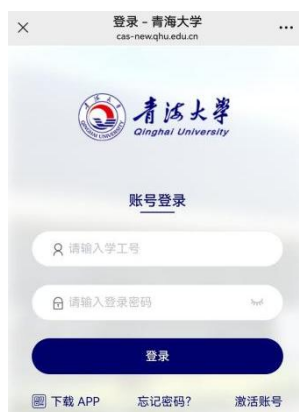 登录 – 青海大学
cas-new.qhu.edu.cn
青海大学
Qinghai University
账号登录
请输入学工号
请输入登录密码
登录
下载 APP 忘记密码? 激活账号